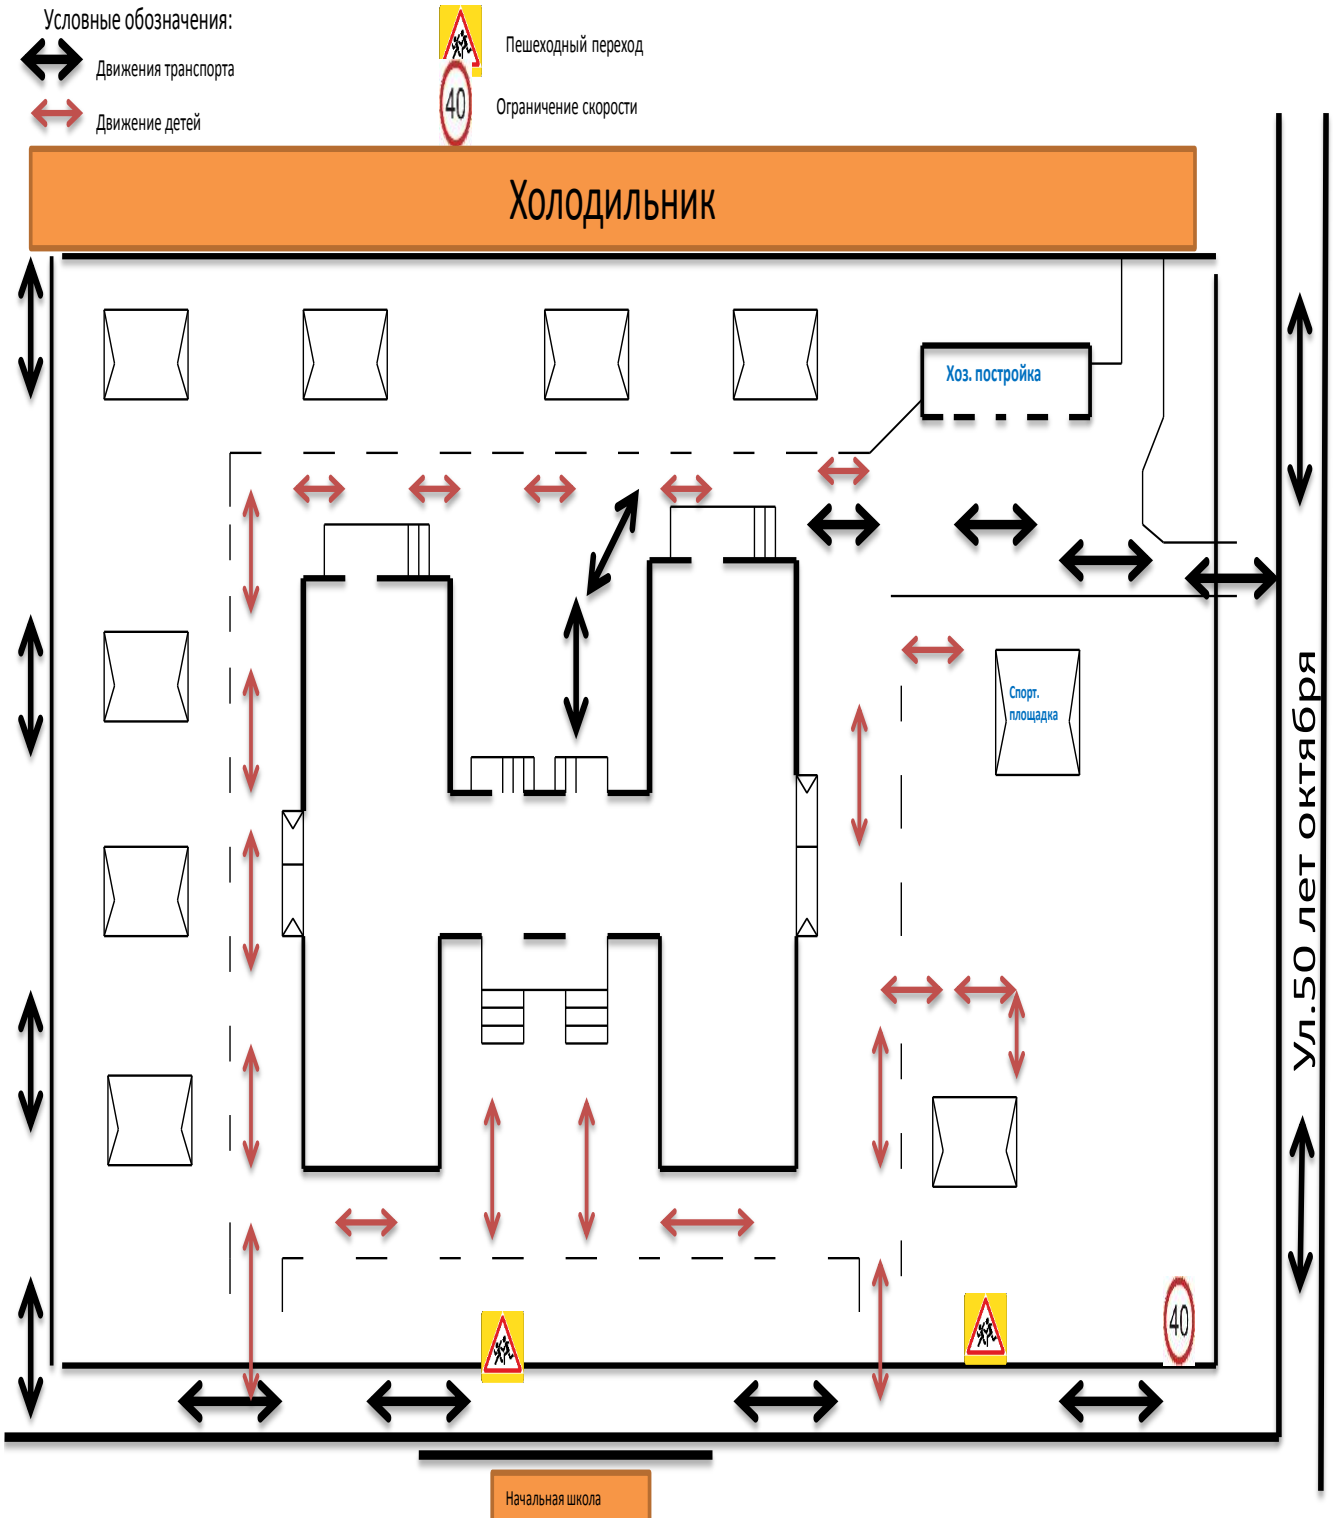 Условные обозначения:
Пешеходный переход
Движения транспорта
40
Ограничение скорости
Движение детей
Холодильник
Хоз. постройка
Спорт.
площадка
Ул.50 лет октября
40
Начальная школа